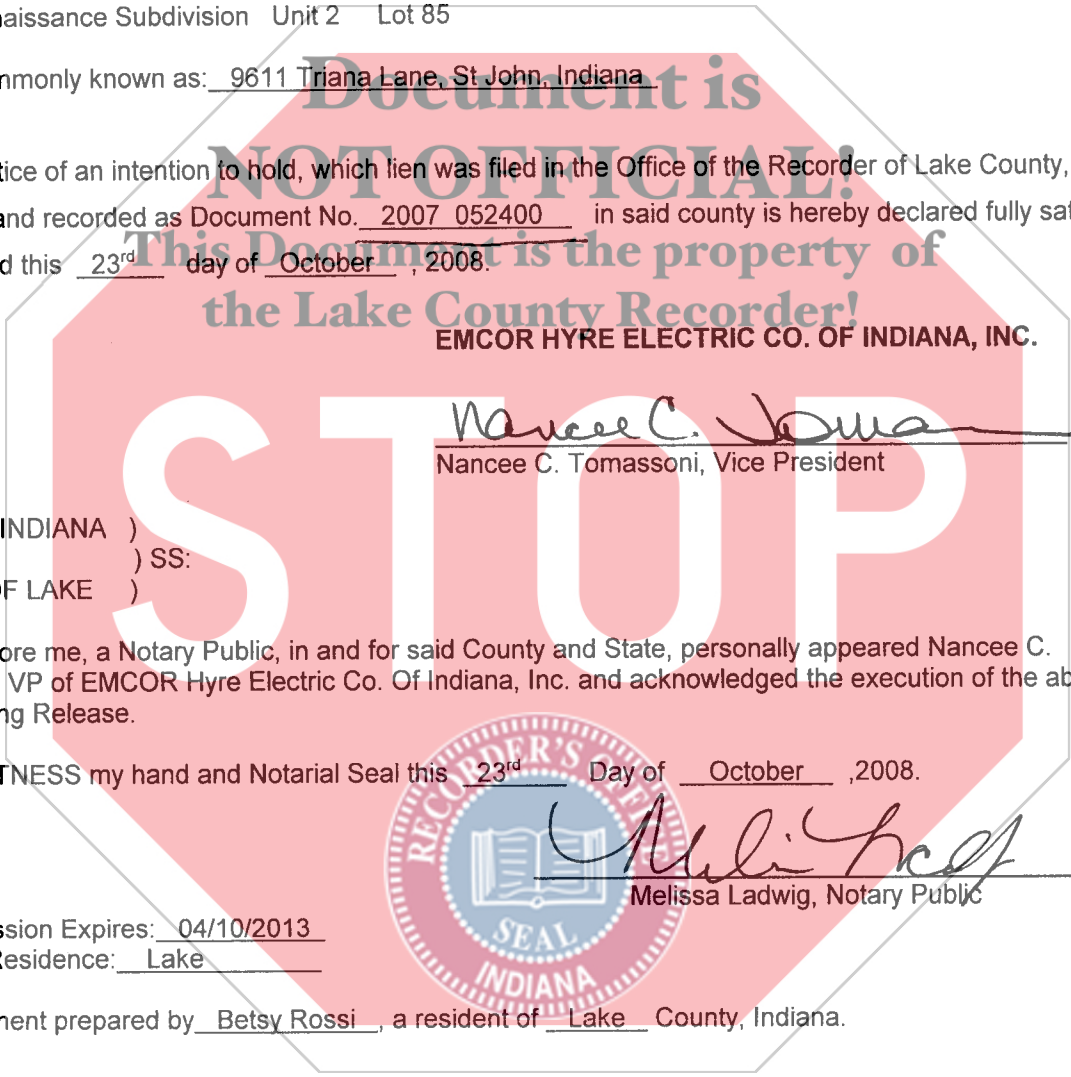 naissance Subdivision Unit 2 Lot 85
mmonly known as: 9611 Triana Lane, St John, Indiana
Document is
tice of an intention to hold, which lien was filed in the Office of the Recorder of Lake County,
NOT OFFICIAL!
and recorded as Document No. 2007 052400 in said county is hereby declared fully sat
This Document is the property of
d this 23rd day of October , 2008.
the Lake County Recorder!
EMCOR HYRE ELECTRIC CO. OF INDIANA, INC.
STOP
Nancee C. Toma
Nancee C. Tomassoni, Vice President
INDIANA )
) SS:
F LAKE )
ore me, a Notary Public, in and for said County and State, personally appeared Nancee C.
VP of EMCOR Hyre Electric Co. Of Indiana, Inc. and acknowledged the execution of the ab
ng Release.
TNESS my hand and Notarial Seal this 23rd Day of October ,2008.
RECORDER'S OFFICE
SEAL
INDIANA
Melissa Ladwig, Notary Public
ssion Expires: 04/10/2013
Residence: Lake
ment prepared by Betsy Rossi , a resident of Lake County, Indiana.